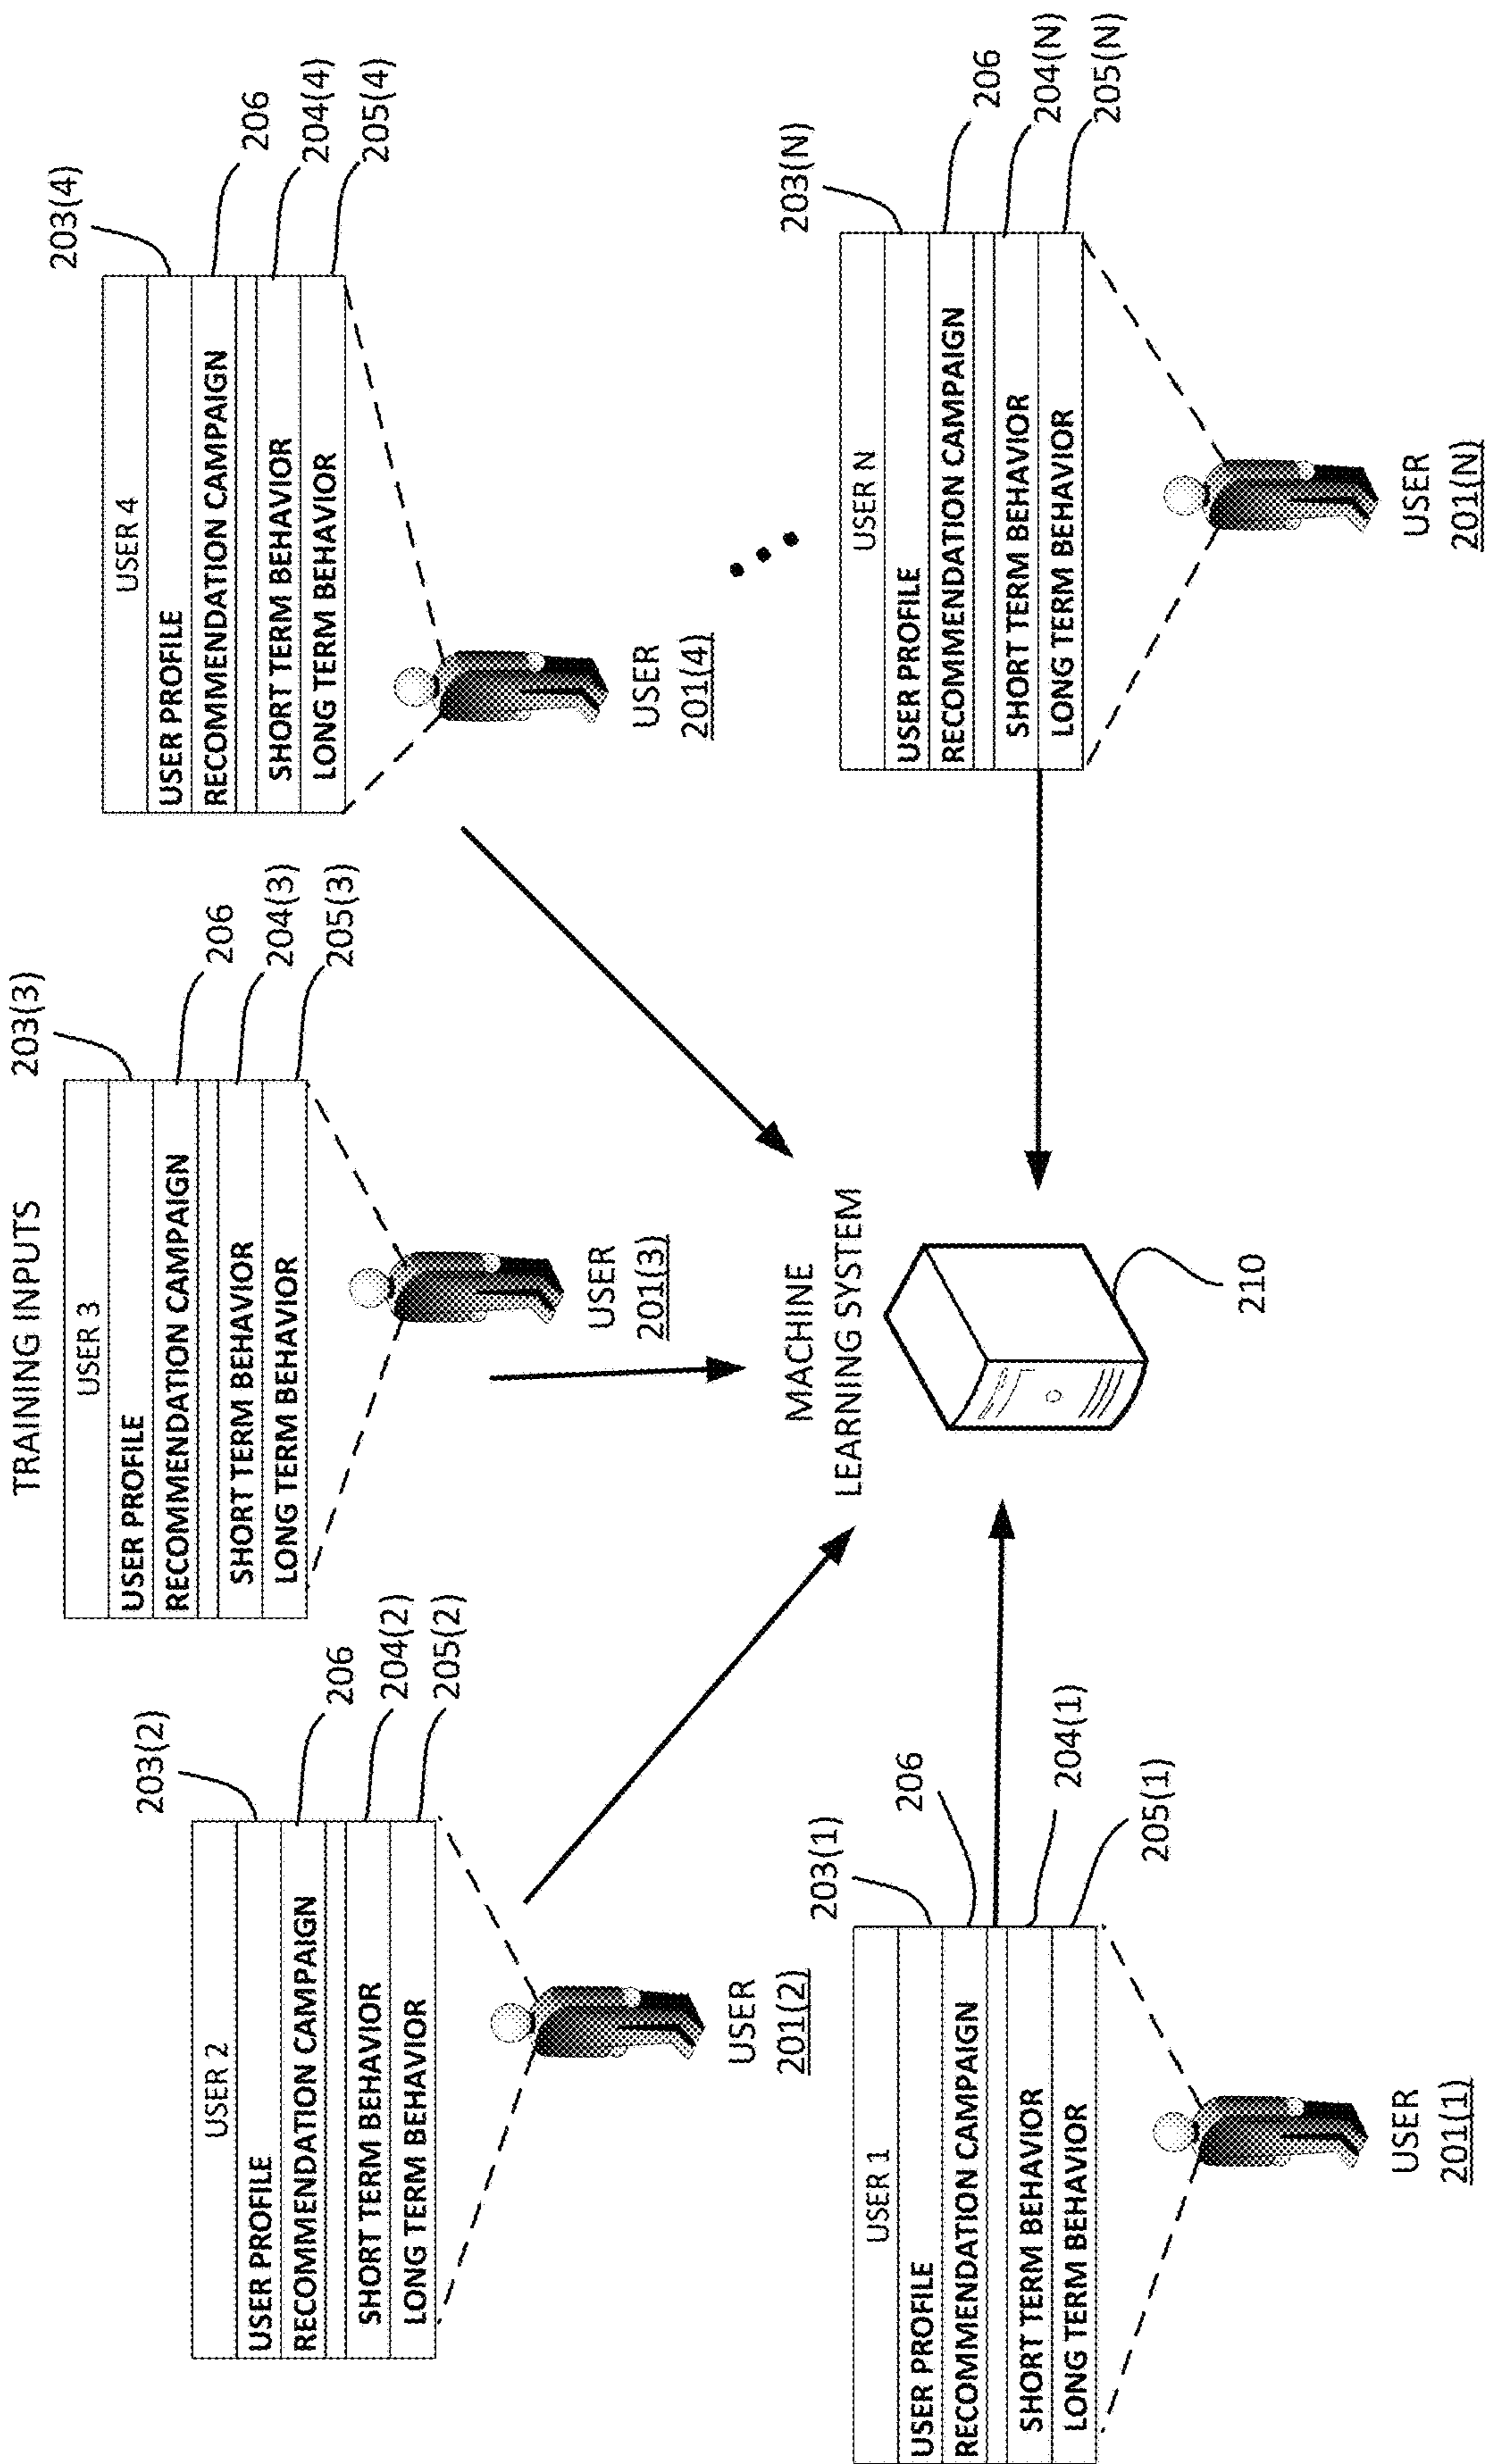 TRAINING INPUTS
203(2)
USER 2
USER PROFILE
RECOMMENDATION CAMPAIGN
206
SHORT TERM BEHAVIOR
204(2)
LONG TERM BEHAVIOR
205(2)
USER
201(2)
203(3)
USER 3
USER PROFILE
RECOMMENDATION CAMPAIGN
206
SHORT TERM BEHAVIOR
204(3)
LONG TERM BEHAVIOR
205(3)
USER
201(3)
203(4)
USER 4
USER PROFILE
RECOMMENDATION CAMPAIGN
206
SHORT TERM BEHAVIOR
204(4)
LONG TERM BEHAVIOR
205(4)
USER
201(4)
203(1)
USER 1
USER PROFILE
RECOMMENDATION CAMPAIGN
206
SHORT TERM BEHAVIOR
204(1)
LONG TERM BEHAVIOR
205(1)
USER
201(1)
MACHINE
LEARNING SYSTEM
210
203(N)
USER N
USER PROFILE
RECOMMENDATION CAMPAIGN
206
SHORT TERM BEHAVIOR
204(N)
LONG TERM BEHAVIOR
205(N)
USER
201(N)